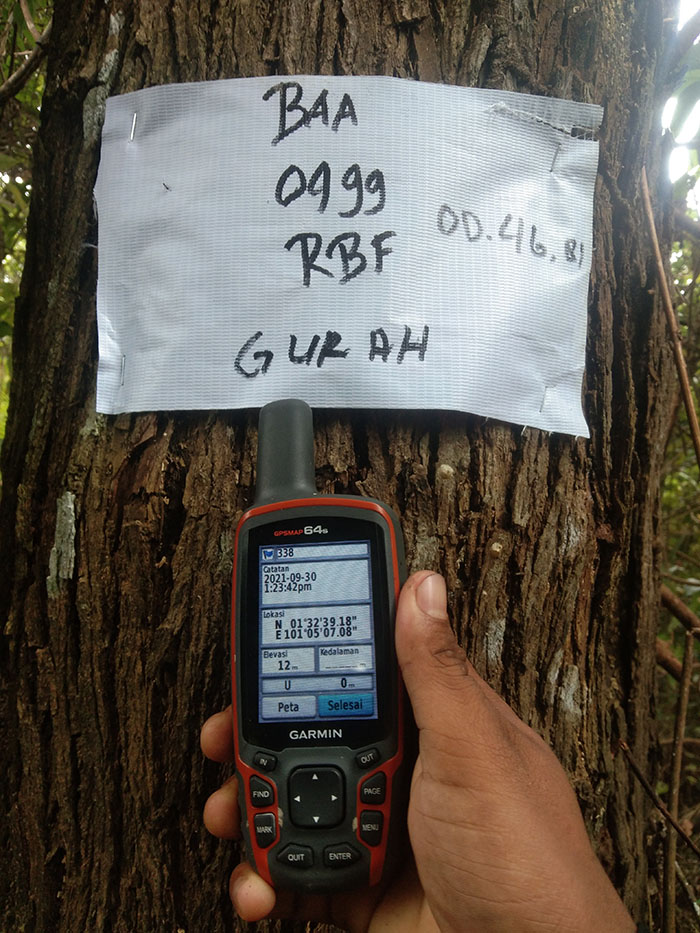 BAA
0499
RBF
OD.46.81
GURAH
GPSMAP 64s
338
Catatan
2021-09-30
1:23:42pm
Lokasi
N 01°32'39.18"
E 101°05'07.08"
Elevasi Kedalaman
12m ____m
U 0m
Peta Selesai
GARMIN
IN OUT
FIND PAGE
MARK MENU
QUIT ENTER